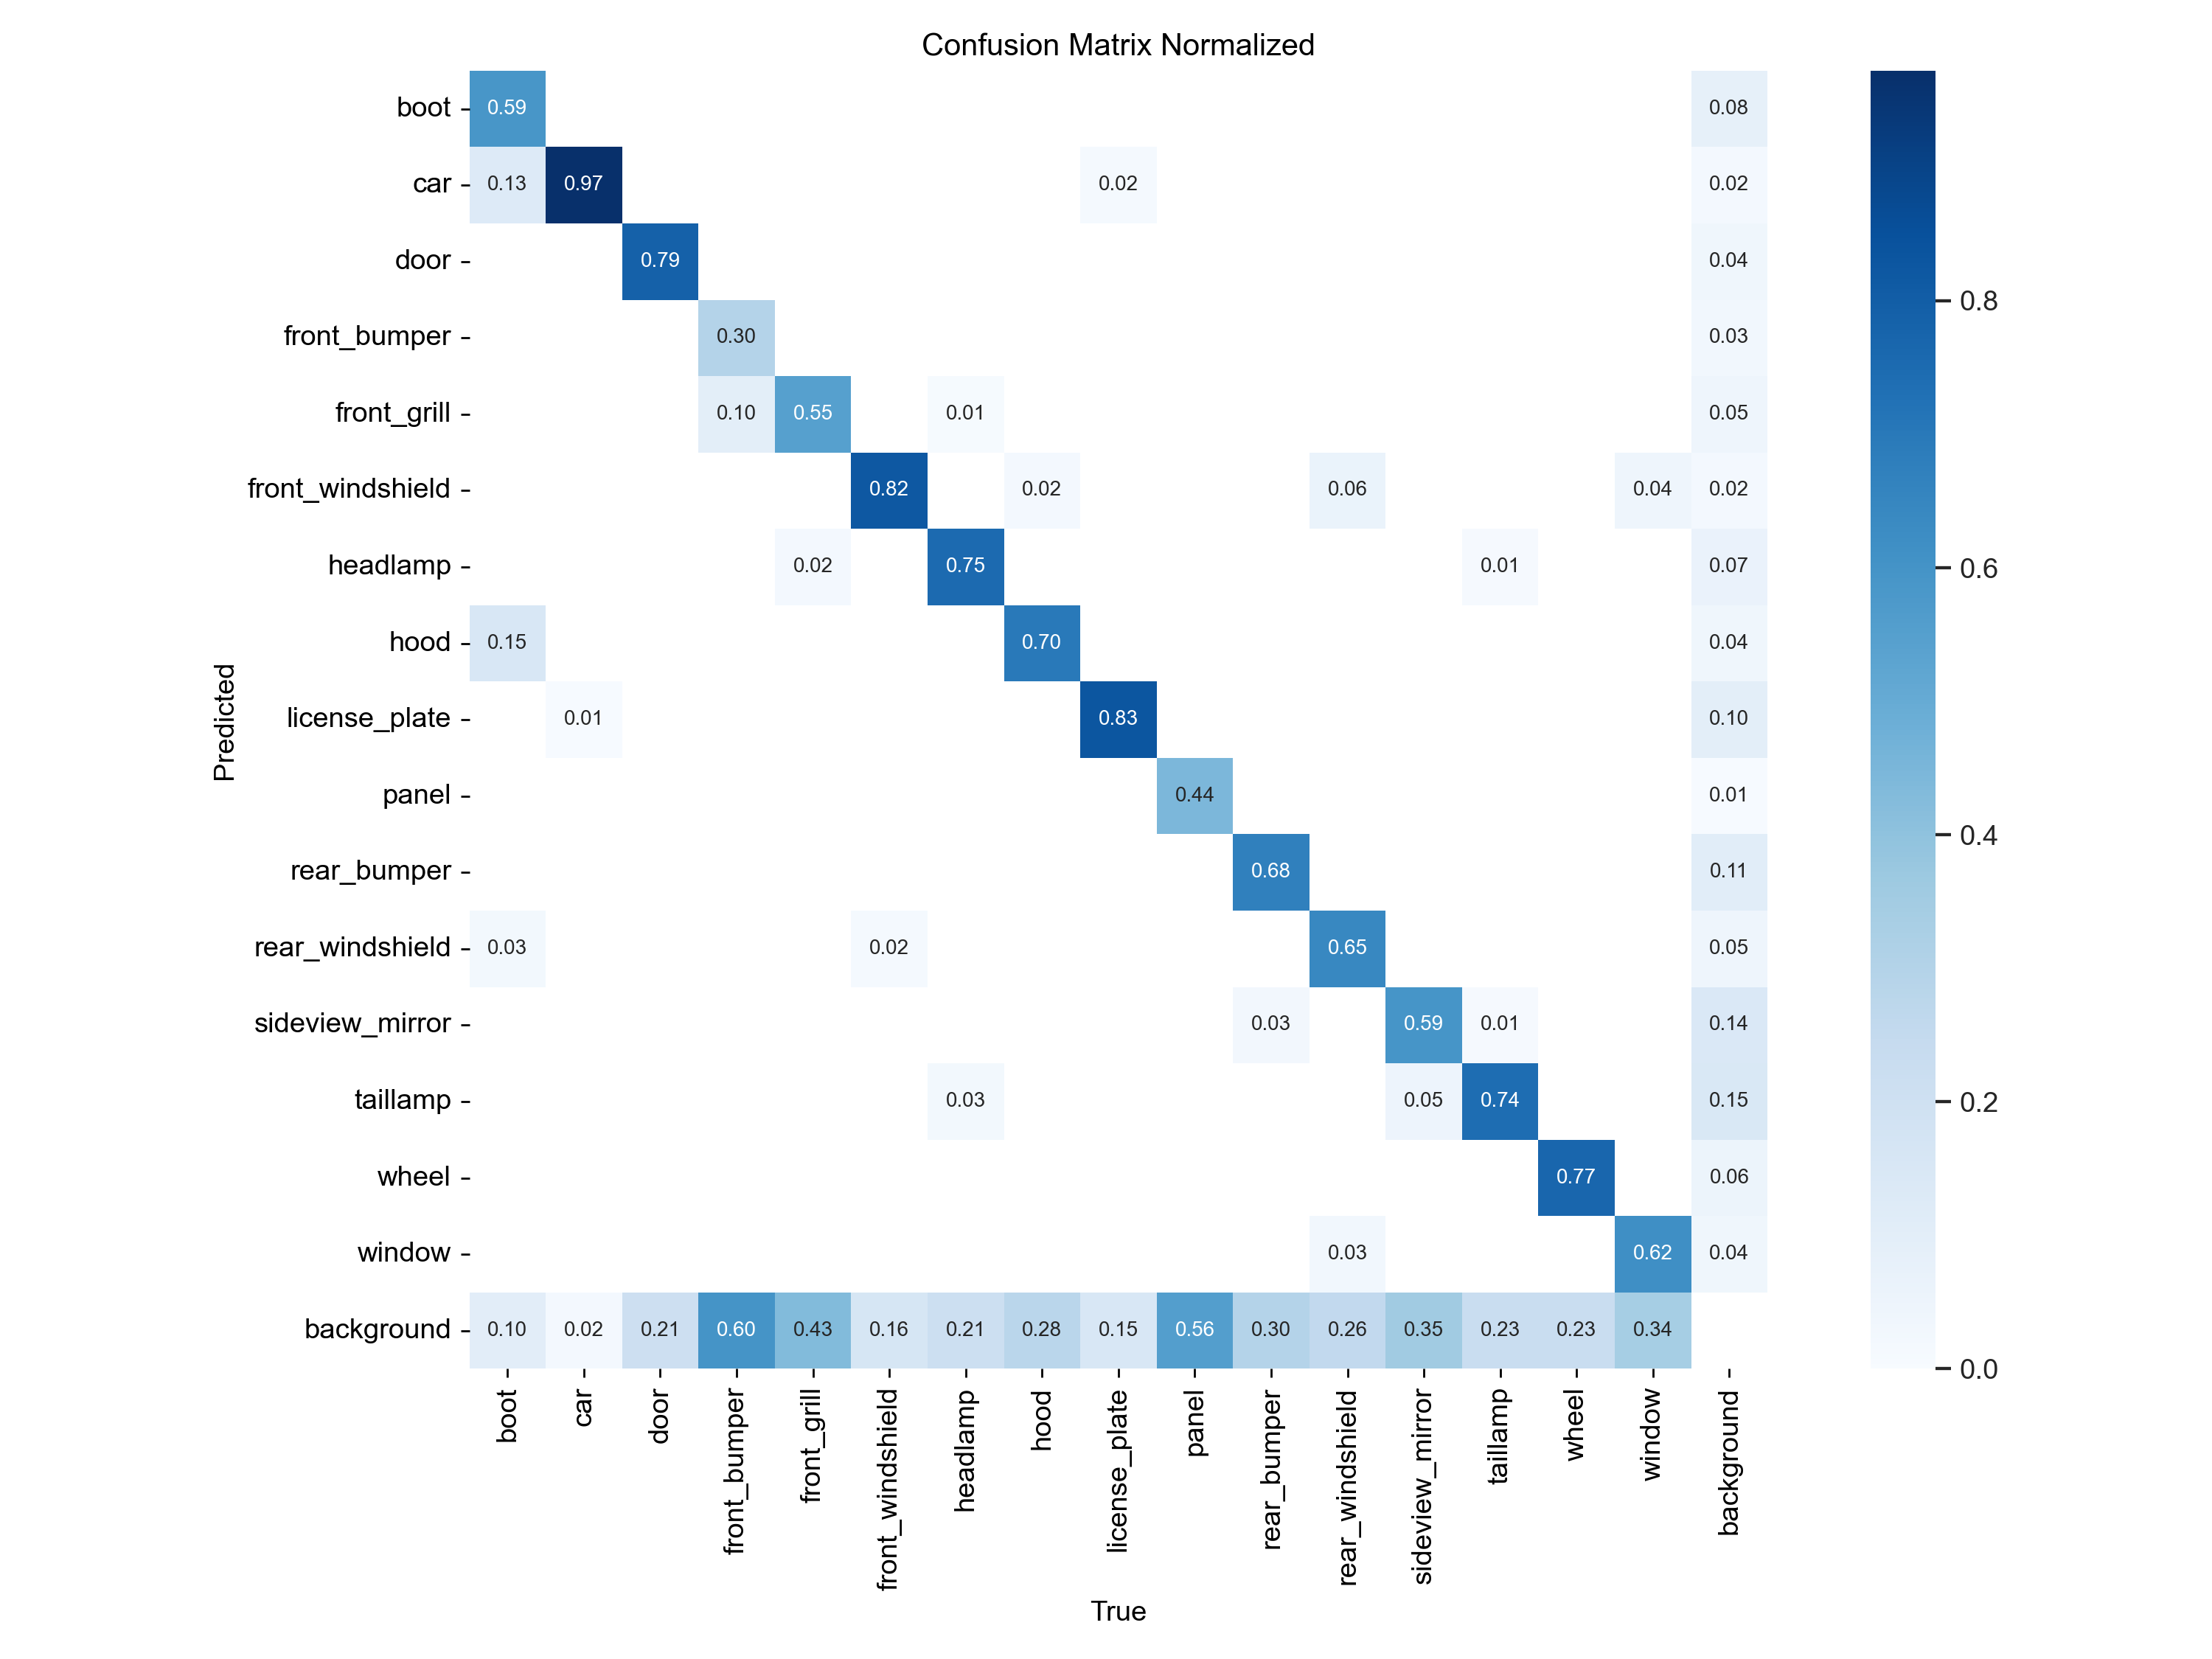 Confusion Matrix Normalized
boot 0.59 0.08
car 0.13 0.97 0.02 0.02
door 0.79 0.04
front_bumper 0.30 0.03
0.8
front_grill 0.10 0.55 0.01 0.05
front_windshield 0.82 0.02 0.06 0.04 0.02
headlamp 0.02 0.75 0.01 0.07
0.6
hood 0.15 0.70 0.04
license_plate 0.01 0.83 0.10
Predicted
panel 0.44 0.01
0.4
rear_bumper 0.68 0.11
rear_windshield 0.03 0.02 0.65 0.05
sideview_mirror 0.03 0.59 0.01 0.14
taillamp 0.03 0.05 0.74 0.15
0.2
wheel 0.77 0.06
window 0.03 0.62 0.04
background 0.10 0.02 0.21 0.60 0.43 0.16 0.21 0.28 0.15 0.56 0.30 0.26 0.35 0.23 0.23 0.34
0.0
boot car door front_bumper front_grill front_windshield headlamp hood license_plate panel rear_bumper rear_windshield sideview_mirror taillamp wheel window background
True